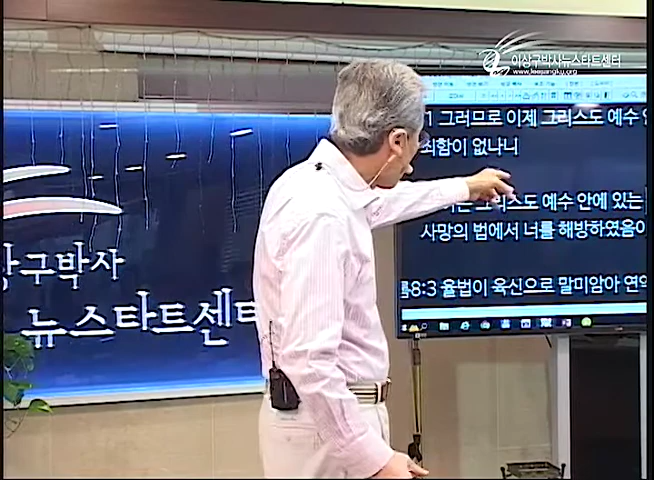 이상구박사뉴스타트센터
www.leesangku.org
1 그러므로 이제 그리스도 예수
죄함이 없나니
예수 안에 있는
사망의 법에서 너를 해방하였음이
8:3 율법이 육신으로 말미암아 연약
상구박사
뉴스타트센터